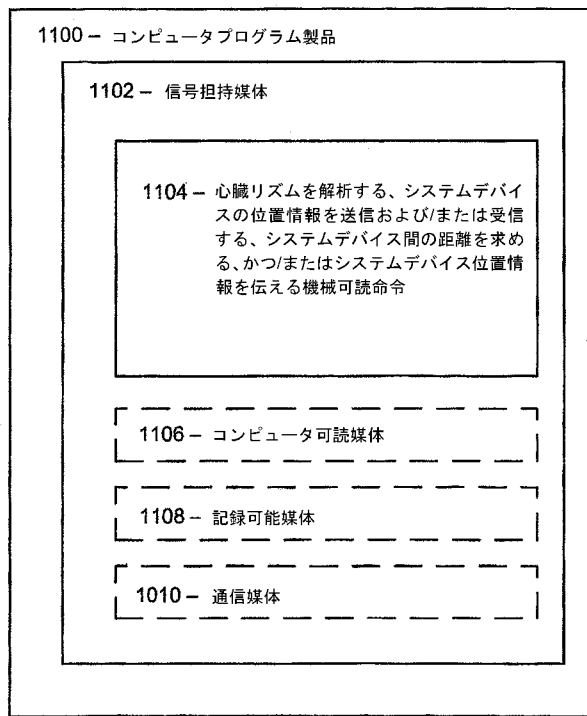 1100 – コンピュータプログラム製品
1102 – 信号担持媒体
1104 – 心臓リズムを解析する、システムデバイ
スの位置情報を送信および/または受信
する、システムデバイス間の距離を求め
る、かつ/またはシステムデバイス位置情
報を伝える機械可読命令
1106 – コンピュータ可読媒体
1108 – 記録可能媒体
1010 – 通信媒体